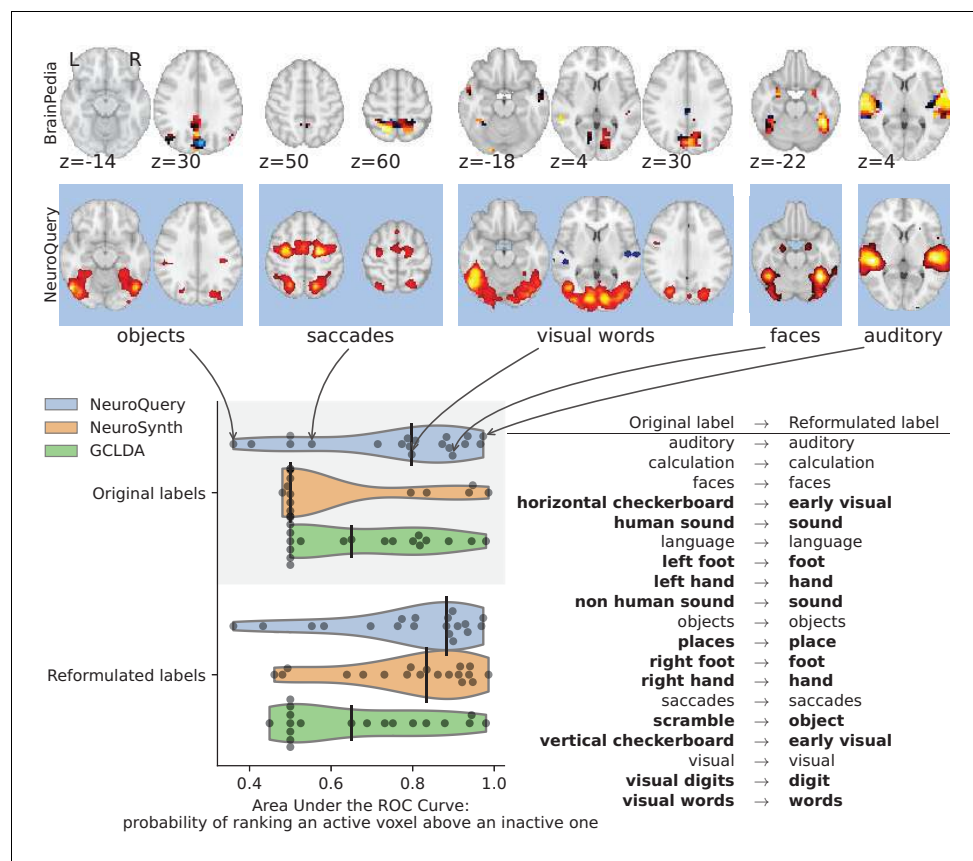 L R
BrainPedia
z=-14 z=30 z=50 z=60 z=-18 z=4 z=30 z=-22 z=4
NeuroQuery
objects saccades visual words faces auditory
NeuroQuery
NeuroSynth
GCLDA
Original labels
Reformulated labels
0.4 0.6 0.8 1.0
Area Under the ROC Curve:
probability of ranking an active voxel above an inactive one
Original label → Reformulated label
auditory → auditory
calculation → calculation
faces → faces
horizontal checkerboard → early visual
human sound → sound
language → language
left foot → foot
left hand → hand
non human sound → sound
objects → objects
places → place
right foot → foot
right hand → hand
saccades → saccades
scramble → object
vertical checkerboard → early visual
visual → visual
visual digits → digit
visual words → words